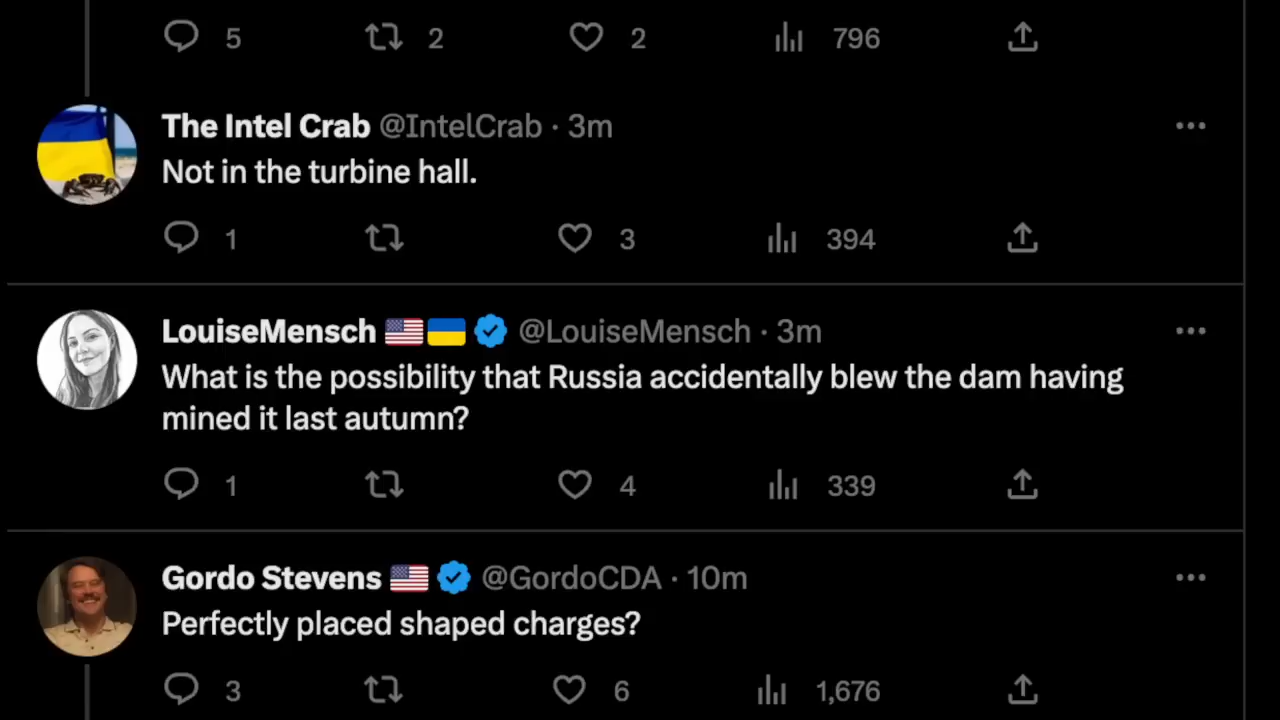 5 2 2 796
The Intel Crab @IntelCrab · 3m
Not in the turbine hall.
1 3 394
LouiseMensch @LouiseMensch · 3m
What is the possibility that Russia accidentally blew the dam having
mined it last autumn?
1 4 339
Gordo Stevens @GordoCDA · 10m
Perfectly placed shaped charges?
3 6 1,676